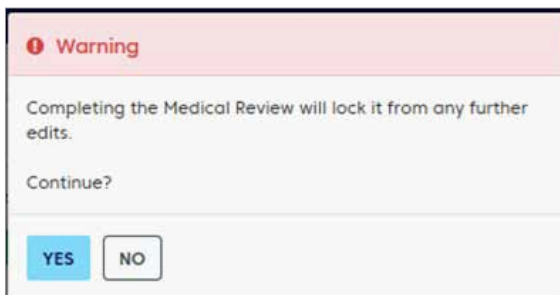 Warning
Completing the Medical Review will lock it from any further
edits.
Continue?
YES NO